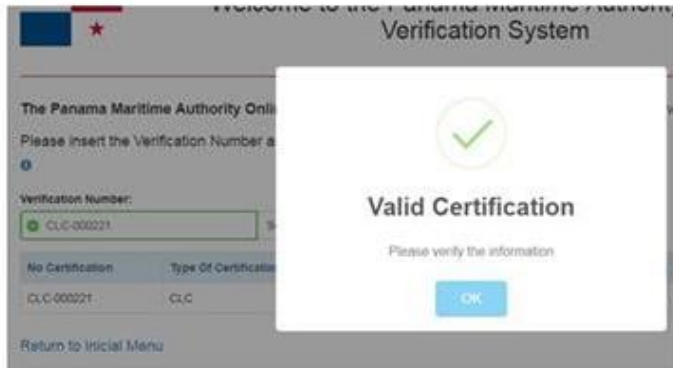 Welcome to the Panama Maritime Authority
Verification System
The Panama Maritime Authority Onli
Please insert the Verification Number a
Verification Number:
CLC-000221
No Certification
Type Of Certification
CLC-000221
CLC
Return to Inicial Menu
Valid Certification
Please verify the information
OK